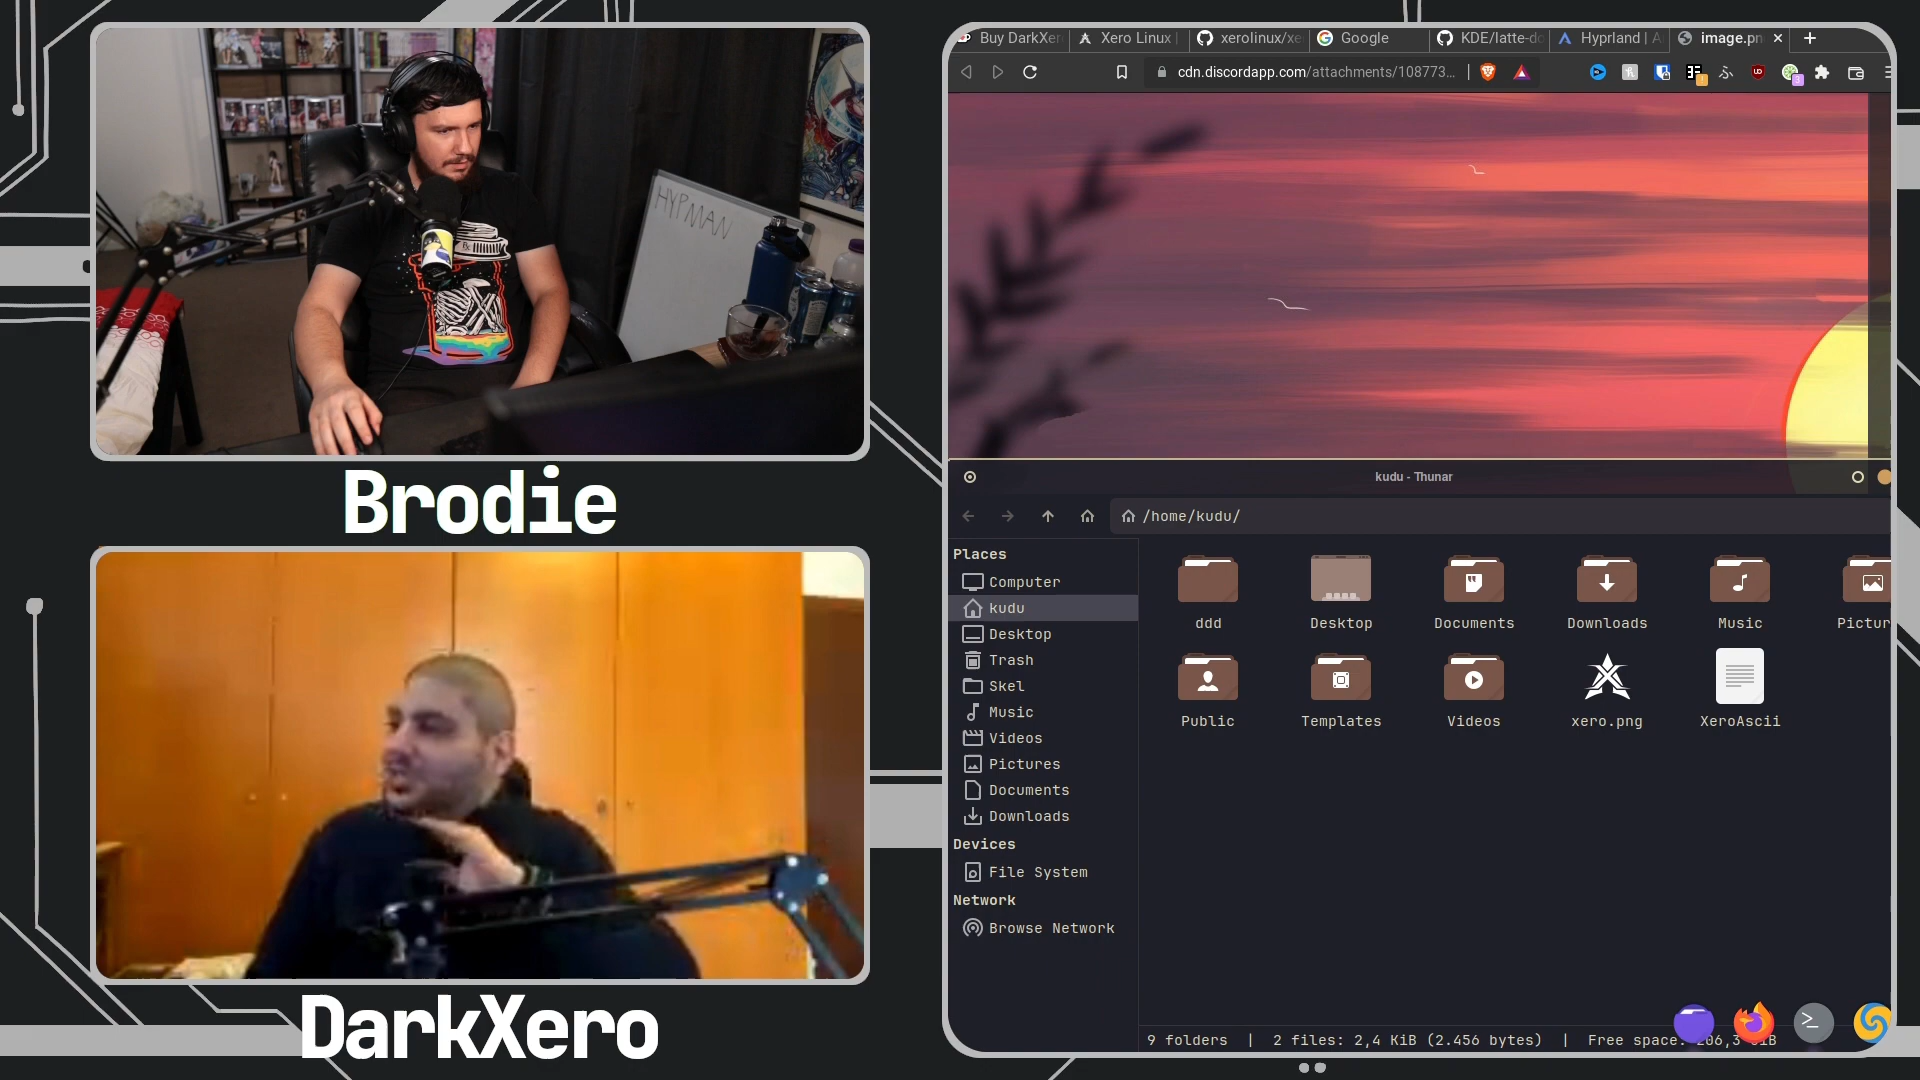 Buy DarkXer
Xero Linux |
xerolinux/xe
Google
KDE/latte-do
Hyprland | A
image.pn
cdn.discordapp.com/attachments/108773...
HYPMAN
Brodie
kudu - Thunar
/home/kudu/
Places
Computer
kudu
Desktop
Trash
Skel
Music
Videos
Pictures
Documents
Downloads
Devices
File System
Network
Browse Network
ddd
Desktop
Documents
Downloads
Music
Pictur
Public
Templates
Videos
xero.png
XeroAscii
9 folders | 2 files: 2,4 KiB (2.456 bytes) | Free space:
DarkXero